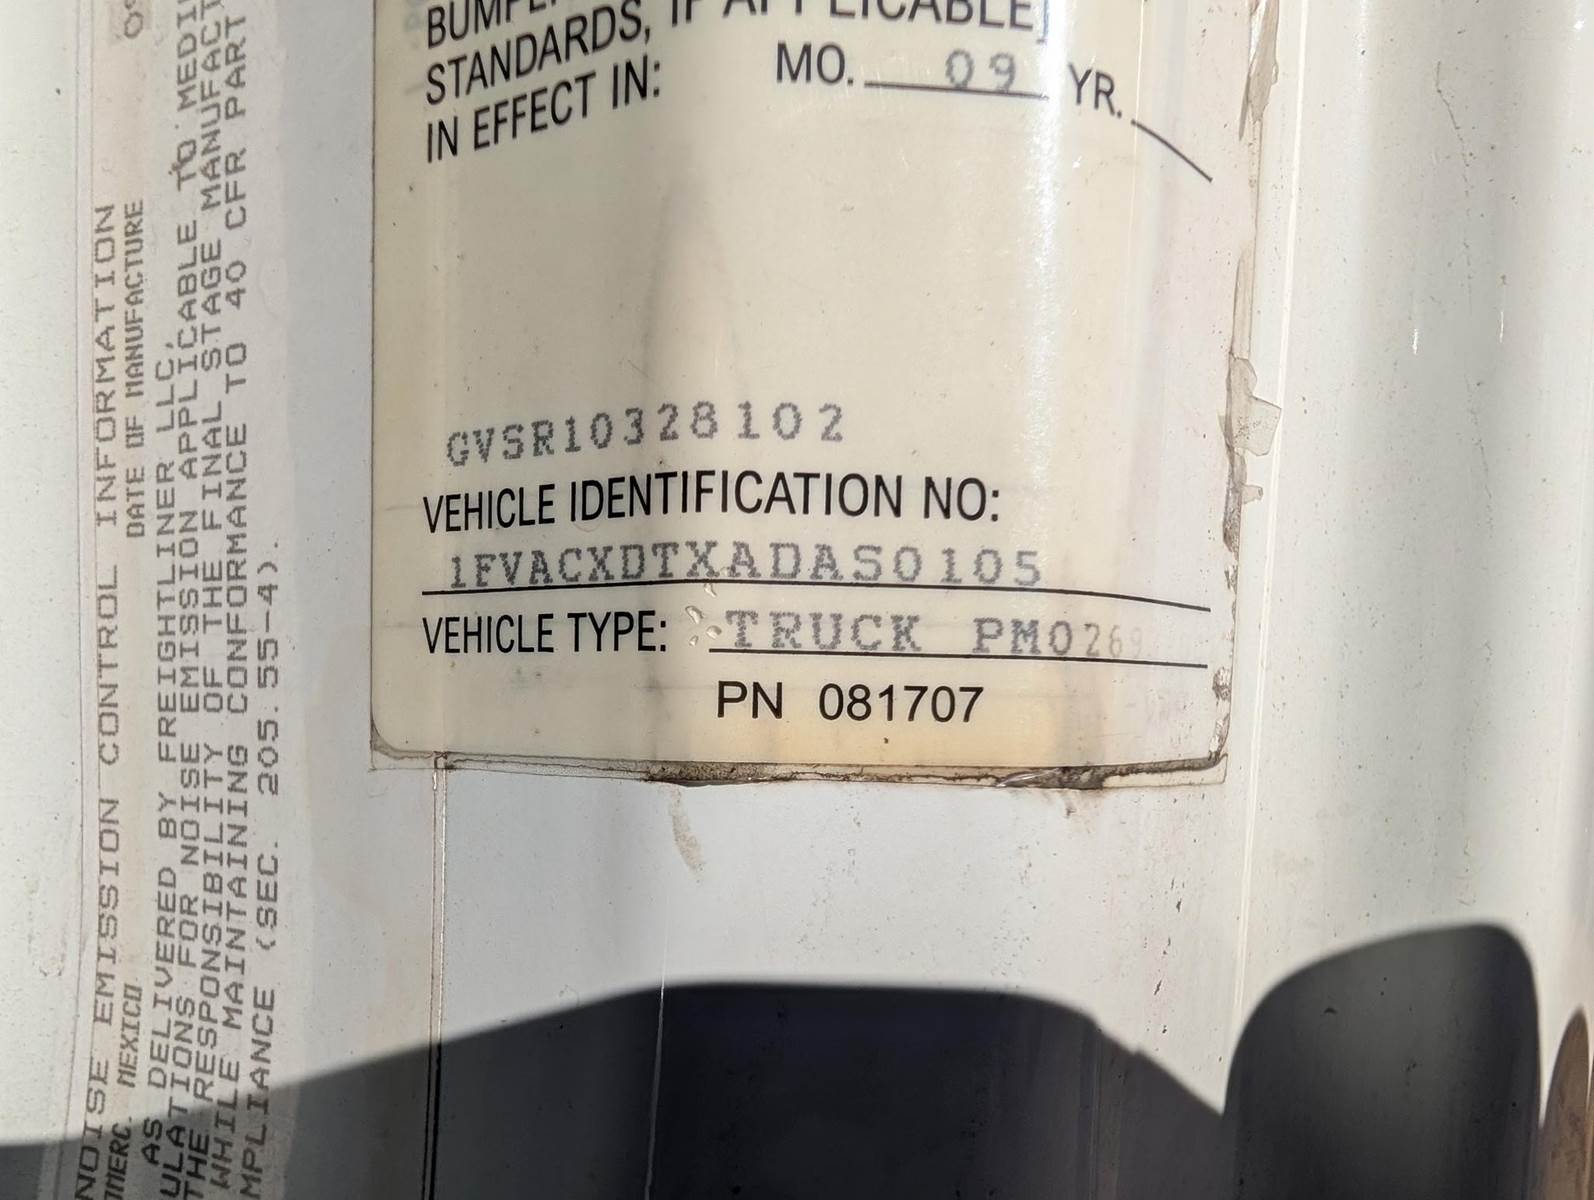 BUMPER
IF APPLICABLE,
STANDARDS,
IN EFFECT IN: MO. 09 YR.
GVSR10328102
VEHICLE IDENTIFICATION NO:
1FVACXDTXADAS0105
VEHICLE TYPE: TRUCK PM0269
PN 081707
NOISE EMISSION CONTROL INFORMATION
MEXICO DATE OF MANUFACTURE
AS DELIVERED BY FREIGHTLINER LLC,
ULATIONS FOR NOISE EMISSION APPLICABLE TO MEDI
THE RESPONSIBILITY OF THE FINAL STAGE MANUFACT
WHILE MAINTAINING CONFORMANCE TO 40 CFR PART
MPLIANCE (SEC. 205.55-4).